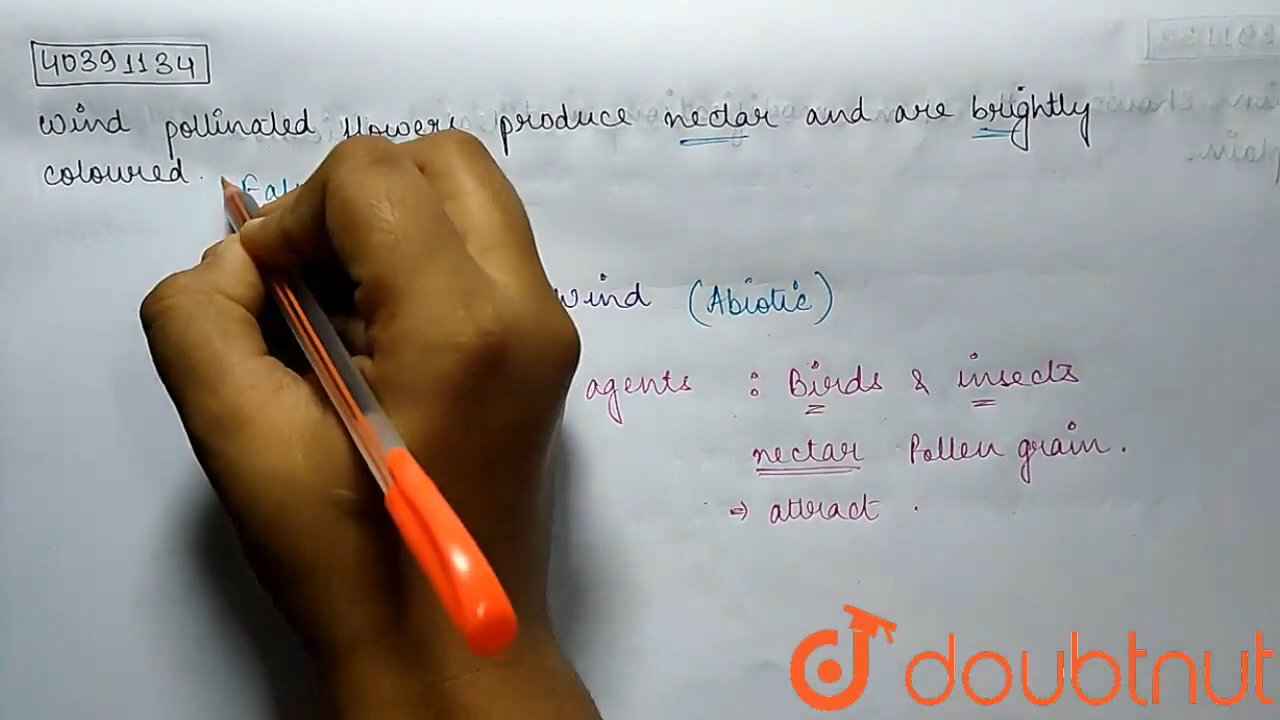 40391134
wind pollinated flowers produce nectar and are brightly
coloured.
wind (Abiotic)
agents : Birds & insects
nectar Pollen grain.
⇒ attract .
doubtnut